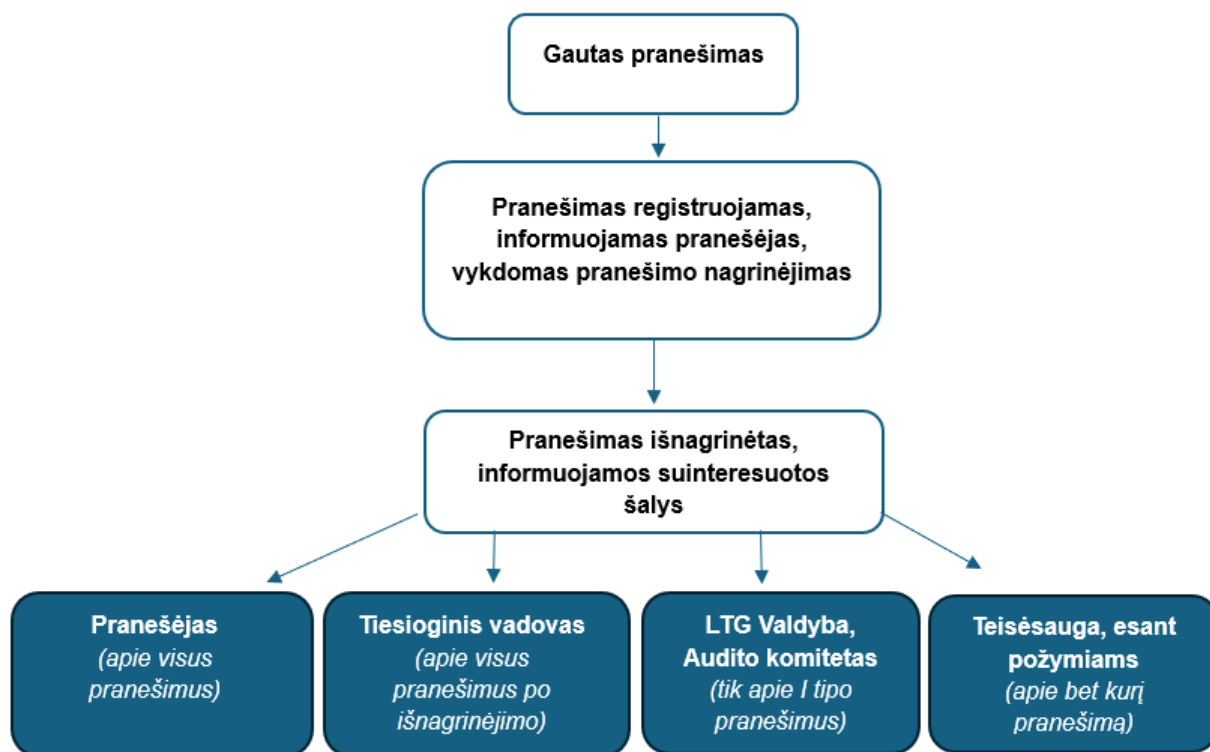 Gautas pranešimas
Pranešimas registruojamas,
informuojamas pranešėjas,
vykdomas pranešimo nagrinėjimas
Pranešimas išnagrinėtas,
informuojamos suinteresuotos
šalys
Pranešėjas
(apie visus
pranešimus)
Tiesioginis vadovas
(apie visus
pranešimus po
išnagrinėjimo)
LTG Valdyba,
Audito komitetas
(tik apie I tipo
pranešimus)
Teisėsauga, esant
požymiams
(apie bet kurį
pranešimą)